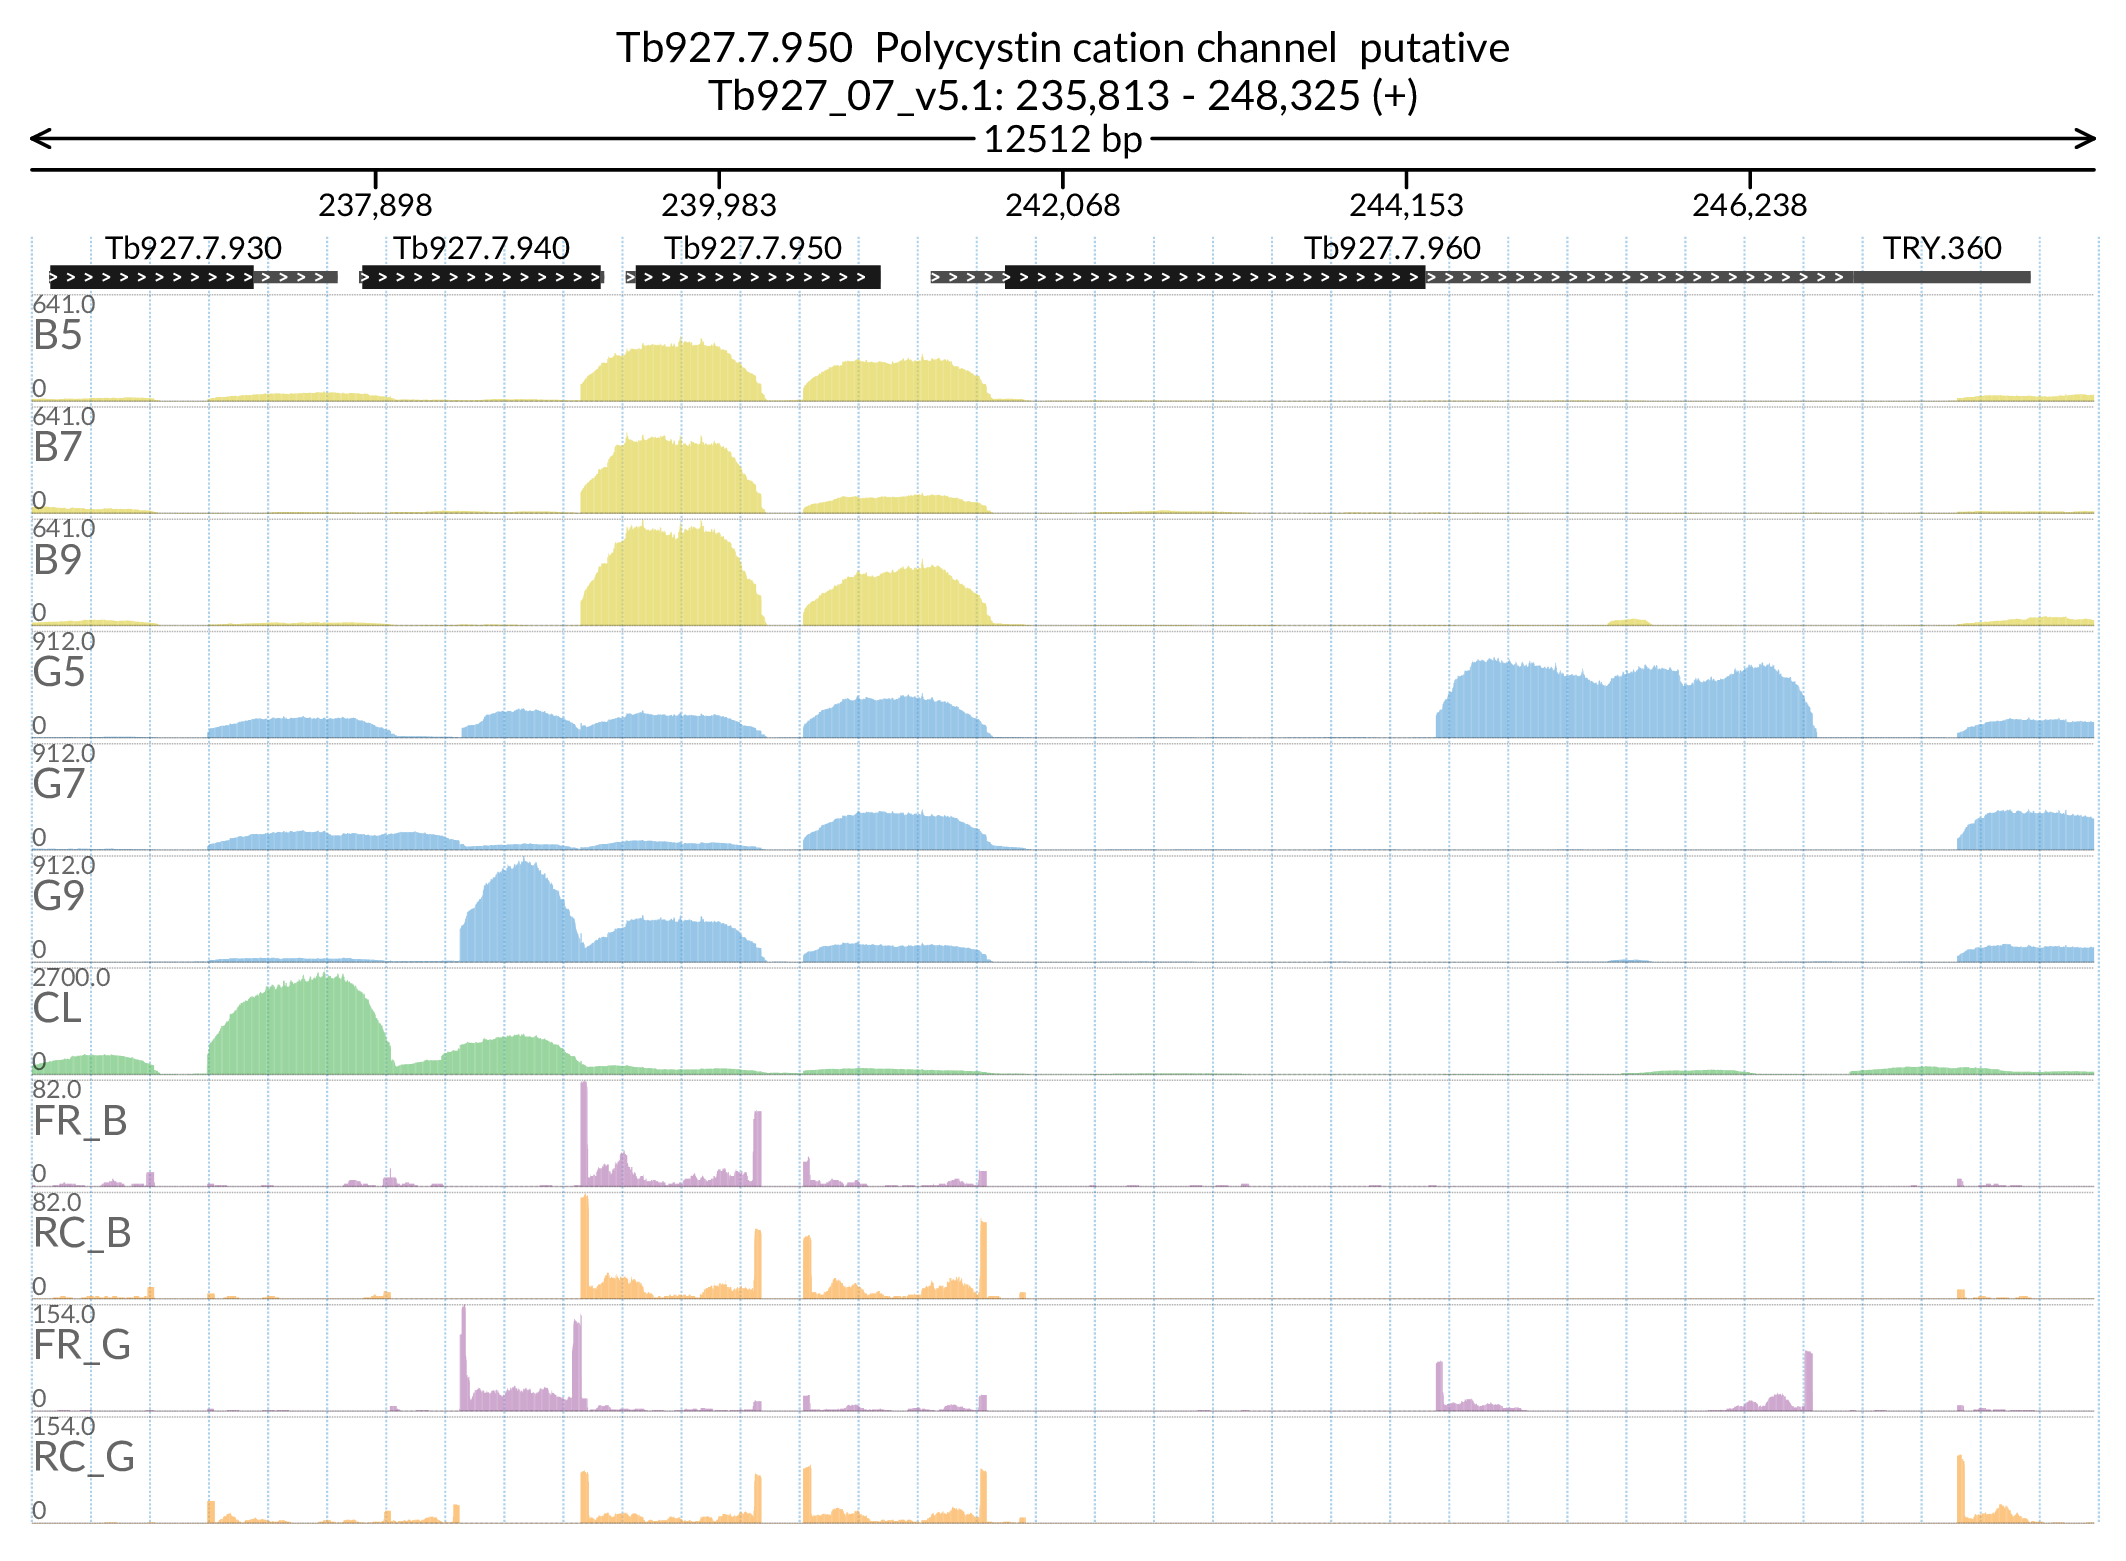 Tb927.7.950  Polycystin cation channel  putative
Tb927_07_v5.1: 235,813 - 248,325 (+)
12512 bp
237,898 239,983 242,068 244,153 246,238
Tb927.7.930 Tb927.7.940 Tb927.7.950 Tb927.7.960 TRY.360
641.0
B5
0
641.0
B7
0
641.0
B9
0
912.0
G5
0
912.0
G7
0
912.0
G9
0
2700.0
CL
0
82.0
FR_B
0
82.0
RC_B
0
154.0
FR_G
0
154.0
RC_G
0